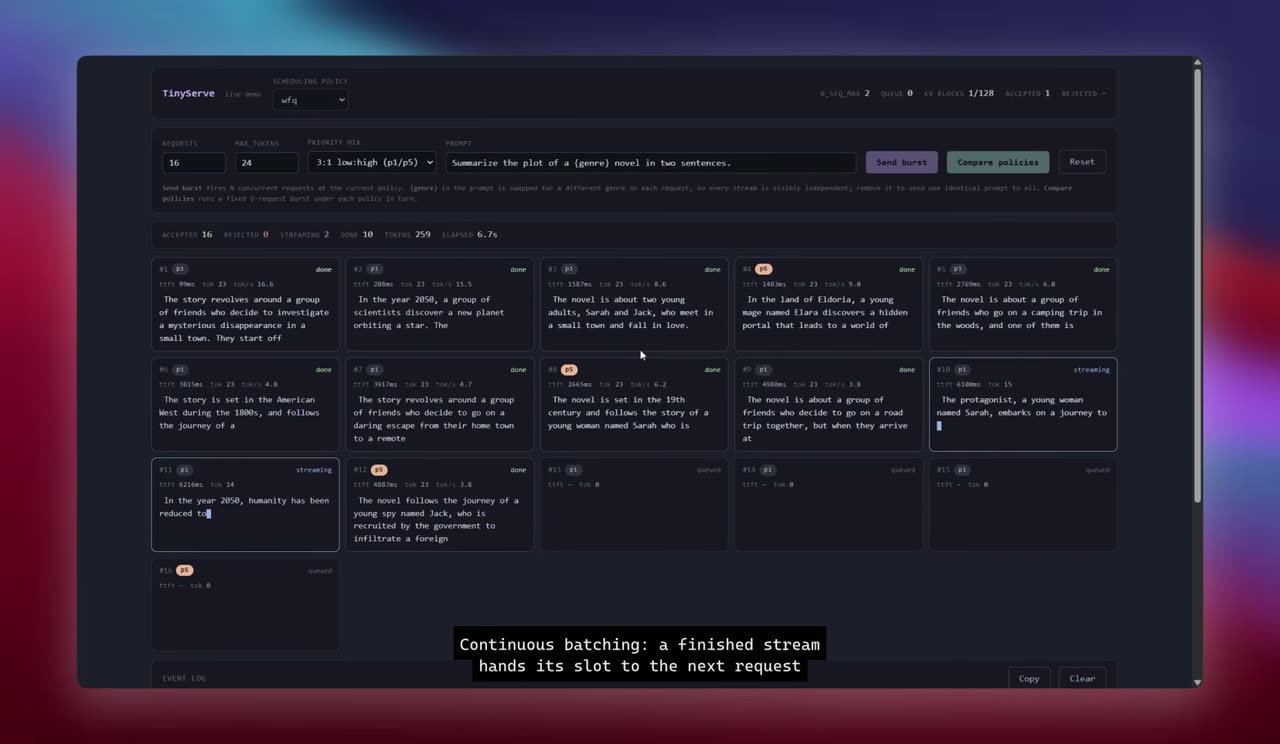 TinyServe live demo
SCHEDULING POLICY
wfq
N_SEQ_MAX 2 QUEUE 0 KV BLOCKS 1/128 ACCEPTED 1 REJECTED –
REQUESTS MAX_TOKENS PRIORITY MIX PROMPT
16 24 3:1 low:high (p1/p5) Summarize the plot of a {genre} novel in two sentences. Send burst Compare policies Reset
Send burst fires N concurrent requests at the current policy. {genre} in the prompt is swapped for a different genre on each request, so every stream is visibly independent; remove it to send one identical prompt to all. Compare
policies runs a fixed 6-request burst under each policy in turn.
ACCEPTED 16 REJECTED 0 STREAMING 2 DONE 10 TOKENS 259 ELAPSED 6.7s
#1 p1 done
ttft 99ms tok 23 tok/s 16.6
The story revolves around a group
of friends who decide to investigate
a mysterious disappearance in a
small town. They start off
#2 p1 done
ttft 208ms tok 23 tok/s 15.5
In the year 2050, a group of
scientists discover a new planet
orbiting a star. The
#3 p1 done
ttft 1587ms tok 23 tok/s 8.6
The novel is about two young
adults, Sarah and Jack, who meet in
a small town and fall in love.
#4 p5 done
ttft 1483ms tok 23 tok/s 9.0
In the land of Eldoria, a young
mage named Elara discovers a hidden
portal that leads to a world of
#5 p1 done
ttft 2769ms tok 23 tok/s 6.0
The novel is about a group of
friends who go on a camping trip in
the woods, and one of them is
#6 p1 done
ttft 3815ms tok 23 tok/s 4.8
The story is set in the American
West during the 1800s, and follows
the journey of a
#7 p1 done
ttft 3917ms tok 23 tok/s 4.7
The story revolves around a group
of friends who decide to go on a
daring escape from their home town
to a remote
#8 p5 done
ttft 2665ms tok 23 tok/s 6.2
The novel is set in the 19th
century and follows the story of a
young woman named Sarah who is
#9 p1 done
ttft 4988ms tok 23 tok/s 3.8
The novel is about a group of
friends who decide to go on a road
trip together, but when they arrive
at
#10 p1 streaming
ttft 6100ms tok 15
The protagonist, a young woman
named Sarah, embarks on a journey to
#11 p1 streaming
ttft 6216ms tok 14
In the year 2050, humanity has been
reduced to
#12 p5 done
ttft 4887ms tok 23 tok/s 3.8
The novel follows the journey of a
young spy named Jack, who is
recruited by the government to
infiltrate a foreign
#13 p1 queued
ttft – tok 0
#14 p1 queued
ttft – tok 0
#15 p1 queued
ttft – tok 0
#16 p5 queued
ttft – tok 0
Continuous batching: a finished stream
hands its slot to the next request
EVENT LOG Copy Clear